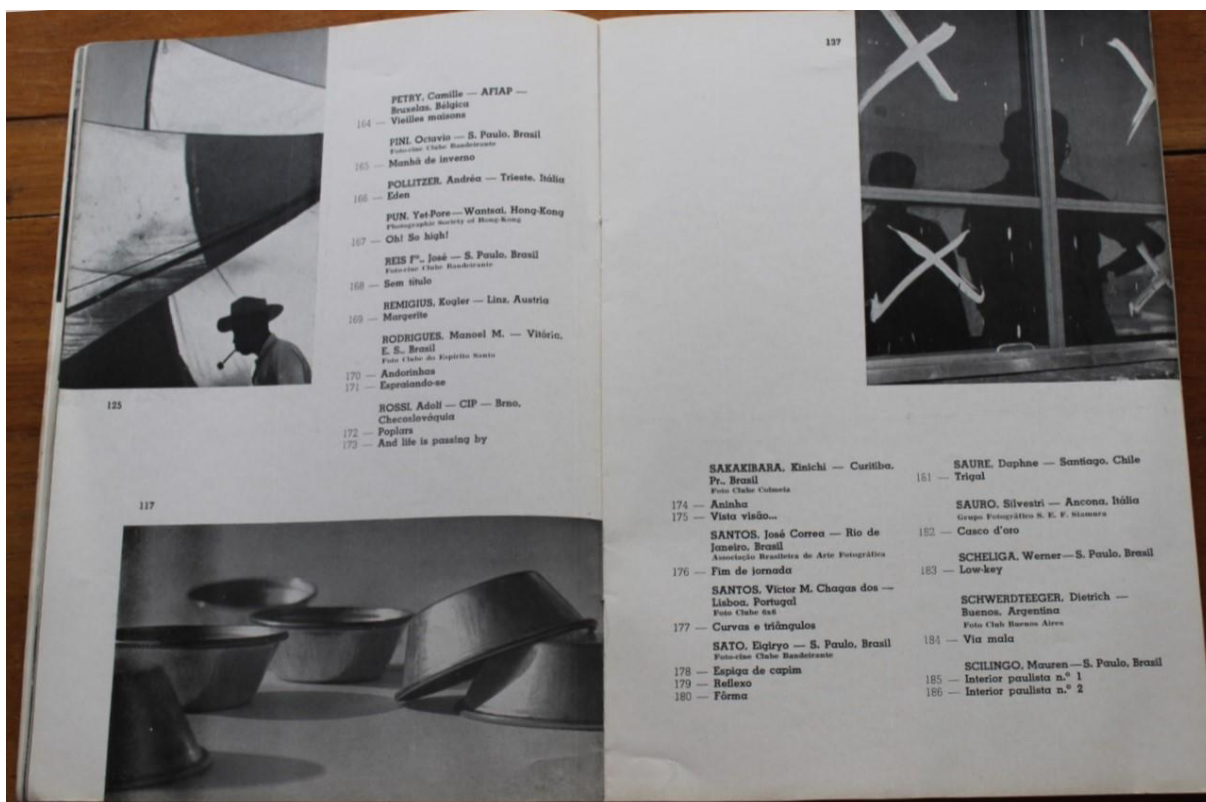 PETRY, Camille — AFIAP —
Bruxelas, Bélgica
164 — Vieilles maisons
PINI, Octavio — S. Paulo, Brasil
Foto-cine Clube Bandeirante
165 — Manhã de inverno
POLLITZER, Andréa — Trieste, Itália
166 — Eden
PUN, Yet-Pore — Wantsai, Hong-Kong
Photographic Society of Hong-Kong
167 — Oh! So high!
REIS Fº., José — S. Paulo, Brasil
Foto-cine Clube Bandeirante
168 — Sem titulo
REMIGIUS, Kogler — Linz, Austria
169 — Margerite
RODRIGUES, Manoel M. — Vitória,
E. S., Brasil
Foto Clube do Espírito Santo
170 — Andorinhas
171 — Espraiando-se
ROSSI, Adolf — CIP — Brno,
Checoslováquia
172 — Poplars
173 — And life is passing by
125
117
137
SAKAKIBARA, Kinichi — Curitiba,
Pr., Brasil
Foto Clube Colmeia
174 — Aninha
175 — Vista visão...
SANTOS, José Correa — Rio de
Janeiro, Brasil
Associação Brasileira de Arte Fotográfica
176 — Fim de jornada
SANTOS, Victor M. Chagas dos —
Lisboa, Portugal
Foto Clube 6x6
177 — Curvas e triângulos
SATO, Eigiryo — S. Paulo, Brasil
Foto-cine Clube Bandeirante
178 — Espiga de capim
179 — Reflexo
180 — Fôrma
SAURE, Daphne — Santiago, Chile
181 — Trigal
SAURO, Silvestri — Ancona, Itália
Grupo Fotográfico S. E. F. Stamura
182 — Casco d'oro
SCHELIGA, Werner — S. Paulo, Brasil
183 — Low-key
SCHWERDTEEGER, Dietrich —
Buenos, Argentina
Foto Club Buenos Aires
184 — Via mala
SCILINGO, Mauren — S. Paulo, Brasil
185 — Interior paulista n.º 1
186 — Interior paulista n.º 2